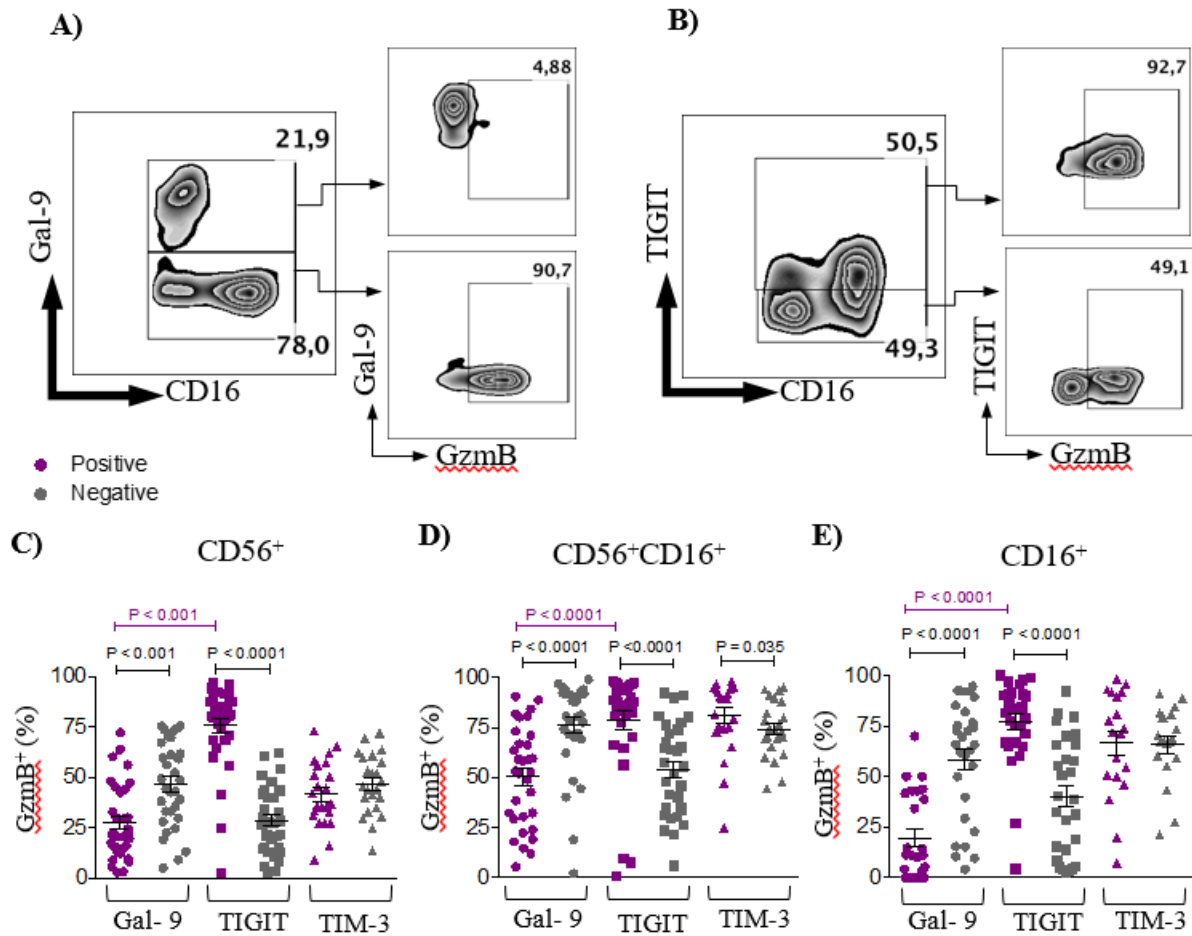 A)
4,88
21,9
Gal-9
78,0
CD16
90,7
Gal-9
GzmB
B)
92,7
50,5
TIGIT
49,3
CD16
49,1
TIGIT
GzmB
Positive
Negative
C)
CD56⁺
P < 0.001
P < 0.001
P < 0.0001
100
75
50
25
0
GzmB⁺ (%)
Gal- 9
TIGIT
TIM-3
D)
CD56⁺CD16⁺
P < 0.0001
P < 0.0001
P <0.0001
P = 0.035
100
75
50
25
0
GzmB⁺ (%)
Gal- 9
TIGIT
TIM-3
E)
CD16⁺
P < 0.0001
P < 0.0001
P < 0.0001
100
75
50
25
0
GzmB⁺ (%)
Gal- 9
TIGIT
TIM-3